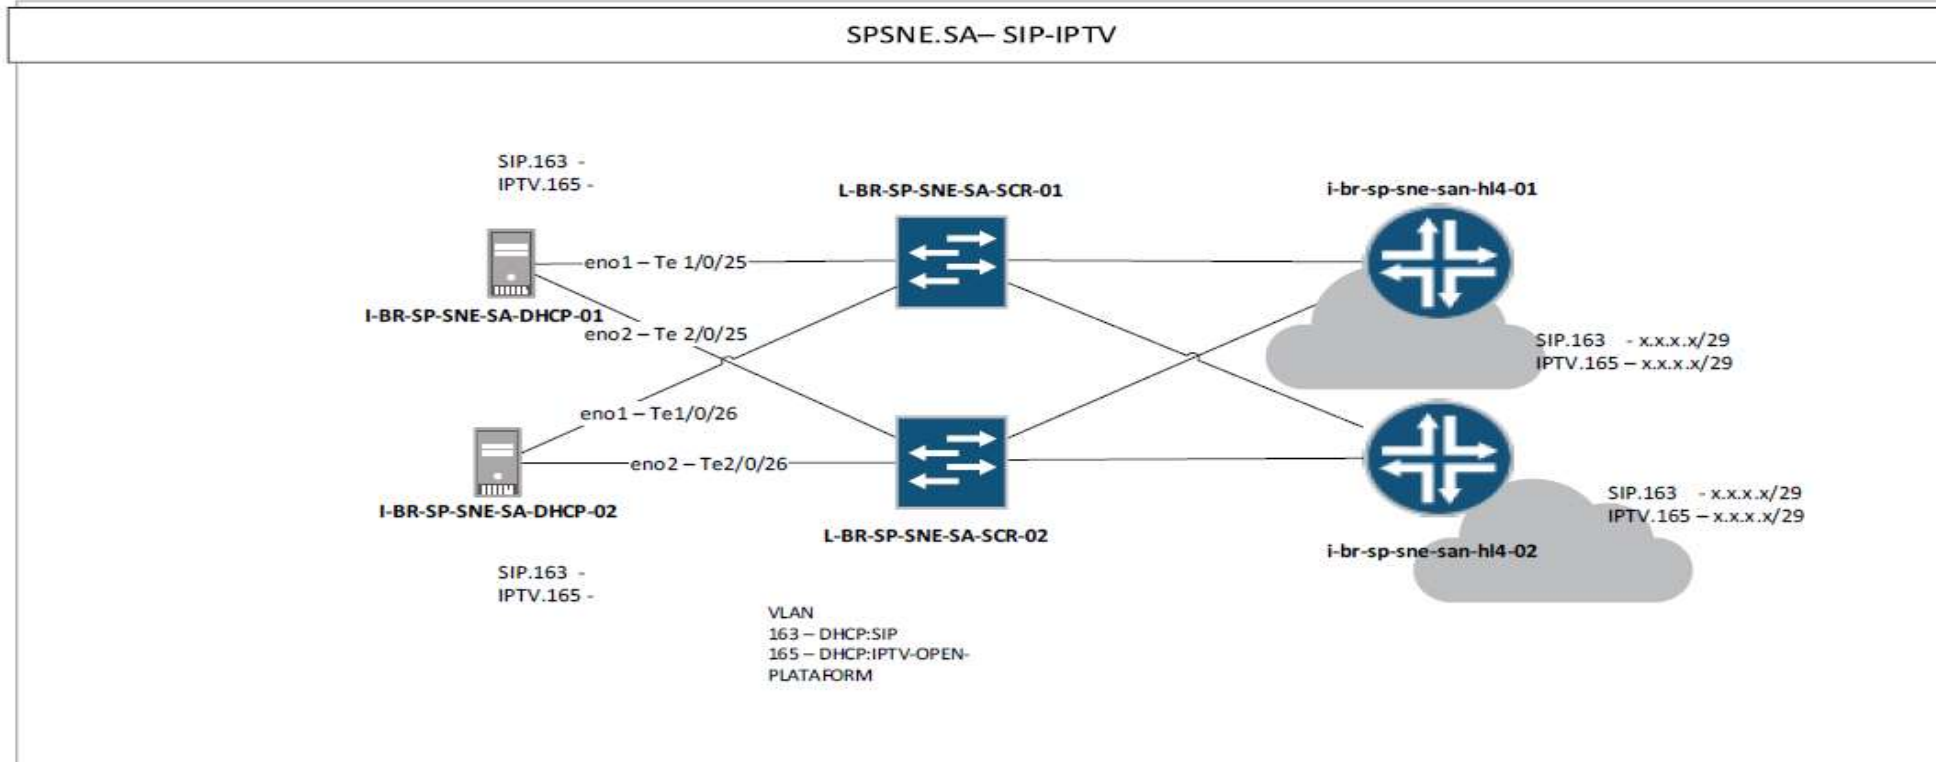 SPSNE.SA– SIP-IPTV
SIP.163 -
IPTV.165 -
L-BR-SP-SNE-SA-SCR-01
i-br-sp-sne-san-hl4-01
eno1 – Te 1/0/25
I-BR-SP-SNE-SA-DHCP-01
eno2 – Te 2/0/25
SIP.163 - x.x.x.x/29
IPTV.165 – x.x.x.x/29
eno1 – Te1/0/26
eno2 – Te2/0/26
I-BR-SP-SNE-SA-DHCP-02
L-BR-SP-SNE-SA-SCR-02
SIP.163 - x.x.x.x/29
IPTV.165 – x.x.x.x/29
i-br-sp-sne-san-hl4-02
SIP.163 -
IPTV.165 -
VLAN
163 – DHCP:SIP
165 – DHCP:IPTV-OPEN-
PLATAFORM